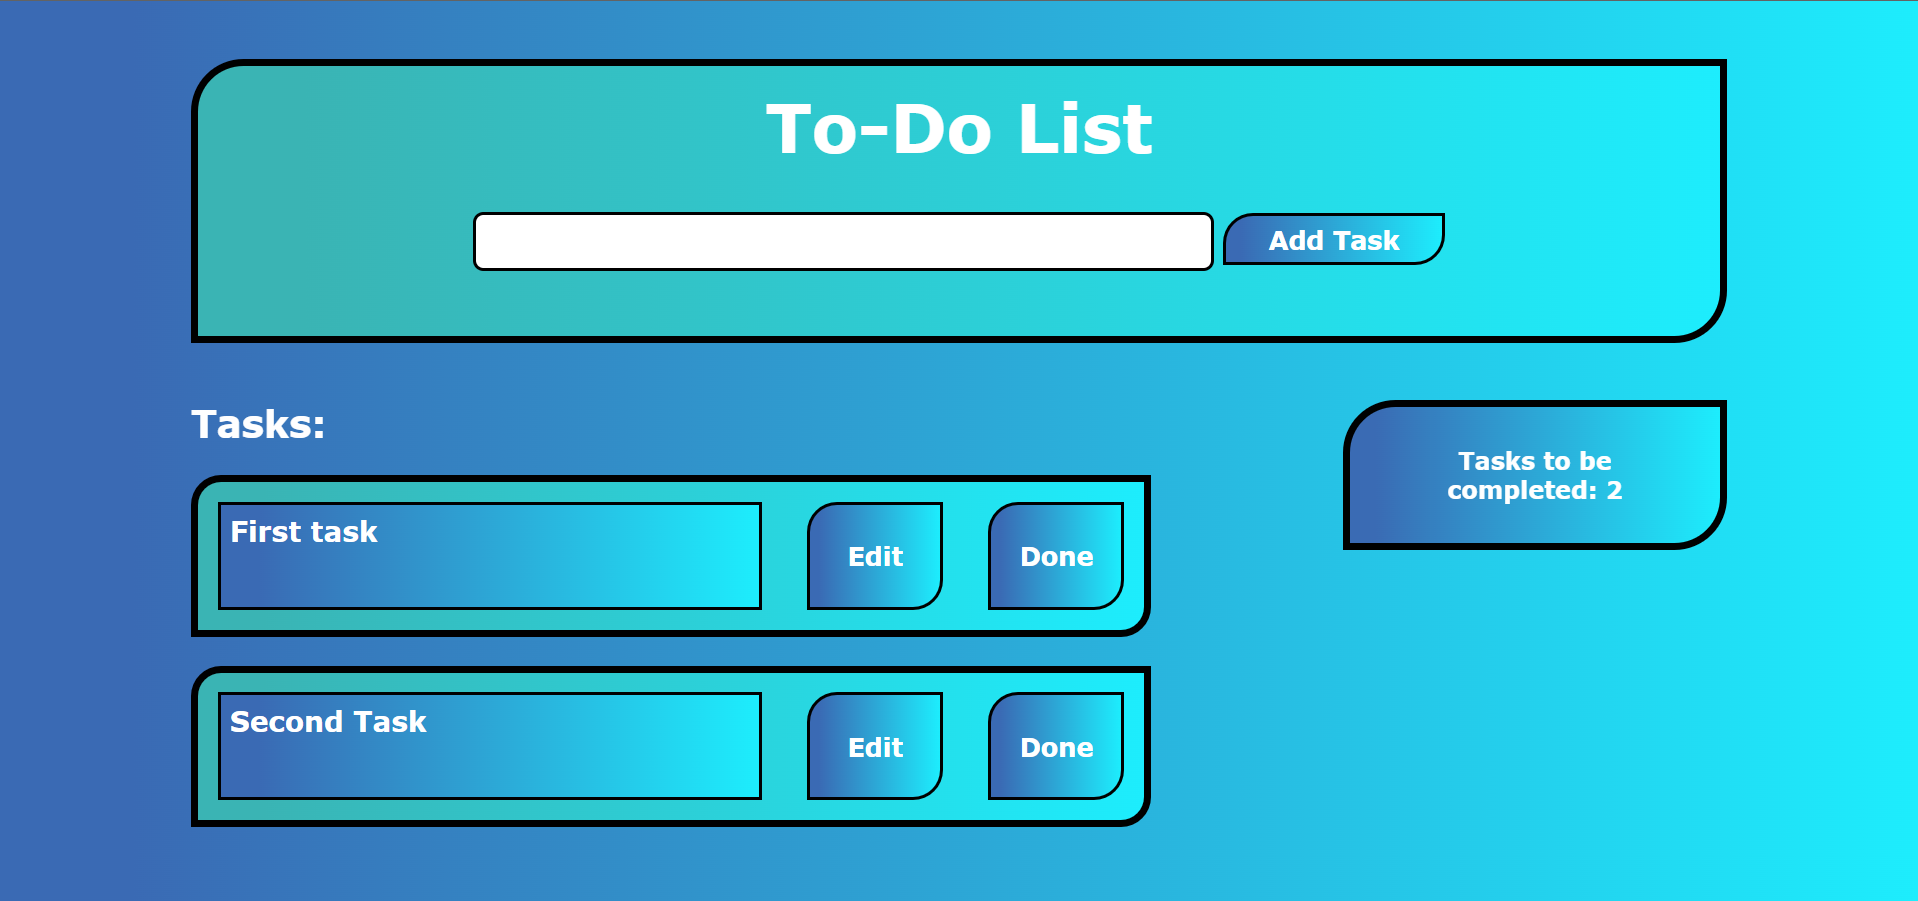 To-Do List
Add Task
Tasks:
Tasks to be
completed: 2
First task
Edit
Done
Second Task
Edit
Done